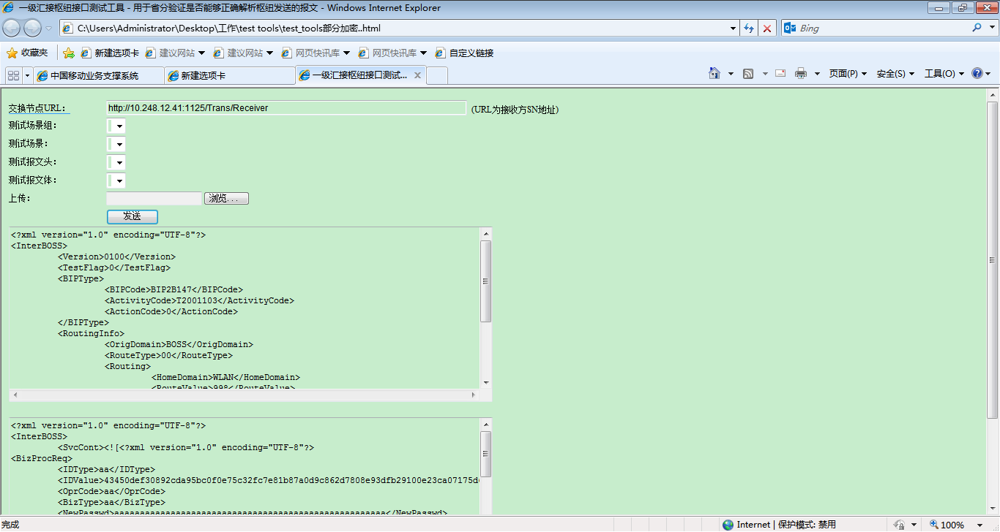 一级汇接枢纽接口测试工具 - 用于省分验证是否能够正确解析枢纽发送的报文 - Windows Internet Explorer
C:\Users\Administrator\Desktop\工作\test tools\test_tools部分加密..html
Bing
收藏夹 新建选项卡 建议网站 建议网站 网页快讯库 网页快讯库 自定义链接
中国移动业务支撑系统 新建选项卡 一级汇接枢纽接口测试... 页面(P) 安全(S) 工具(O)
交换节点URL: http://10.248.12.41:1125/Trans/Receiver (URL为接收方SN地址)
测试场景组:
测试场景:
测试报文头:
测试报文体:
上传: 浏览...
发送
<?xml version="1.0" encoding="UTF-8"?>
<InterBOSS>
<Version>0100</Version>
<TestFlag>0</TestFlag>
<BIPType>
<BIPCode>BIP2B147</BIPCode>
<ActivityCode>T2001103</ActivityCode>
<ActionCode>0</ActionCode>
</BIPType>
<RoutingInfo>
<OrigDomain>BOSS</OrigDomain>
<RouteType>00</RouteType>
<Routing>
<HomeDomain>WLAN</HomeDomain>
<RouteValue>998</RouteValue>
<?xml version="1.0" encoding="UTF-8"?>
<InterBOSS>
<SvcCont><![<?xml version="1.0" encoding="UTF-8"?>
<BizProcReq>
<IDType>aa</IDType>
<IDValue>43450def30892cda95bc0f0e75c32fc7e81b87a0d9c862d7808e93dfb29100e23ca07175d
<OprCode>aa</OprCode>
<BizType>aa</BizType>
<NewPasswd>aaaaaaaaaaaaaaaaaaaaaaaaaaaaaaaaaaaaaaaaaaaaaaaaaaaaa</NewPasswd>
完成 Internet | 保护模式: 禁用 100%